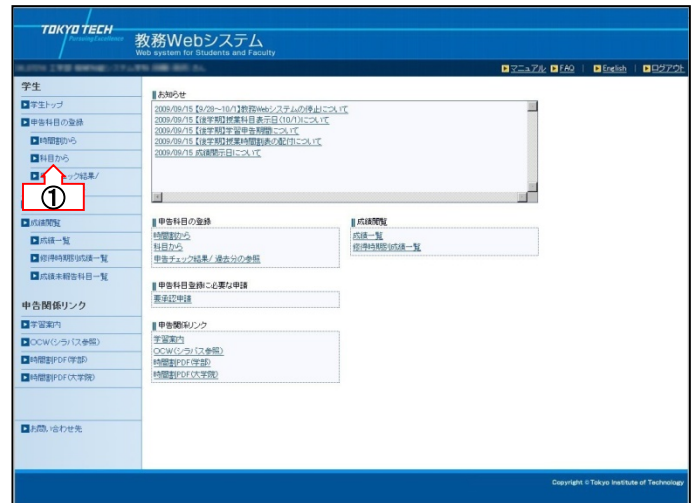 TOKYO TECH
Pursuing Excellence
教務Webシステム
Web system for Students and Faculty
マニュアル FAQ | English | ログアウト
学生
学生トップ
申告科目の登録
時間割から
科目から
ック結果/
①
成績閲覧
成績一覧
修得時期別成績一覧
成績未報告科目一覧
申告関係リンク
学習案内
OCW(シラバス参照)
時間割PDF(学部)
時間割PDF(大学院)
お問い合わせ先
お知らせ
2009/09/15 【9/28~10/1】教務Webシステムの停止について
2009/09/15 【後学期】授業科目表示日(10/1)について
2009/09/15 【後学期】学習申告期間について
2009/09/15 【後学期】授業時間割表の配付について
2009/09/15 成績開示日について
申告科目の登録
時間割から
科目から
申告チェック結果/ 過去分の参照
成績閲覧
成績一覧
修得時期別成績一覧
申告科目登録に必要な申請
要承認申請
申告関係リンク
学習案内
OCW(シラバス参照)
時間割PDF(学部)
時間割PDF(大学院)
Copyright © Tokyo Institute of Technology